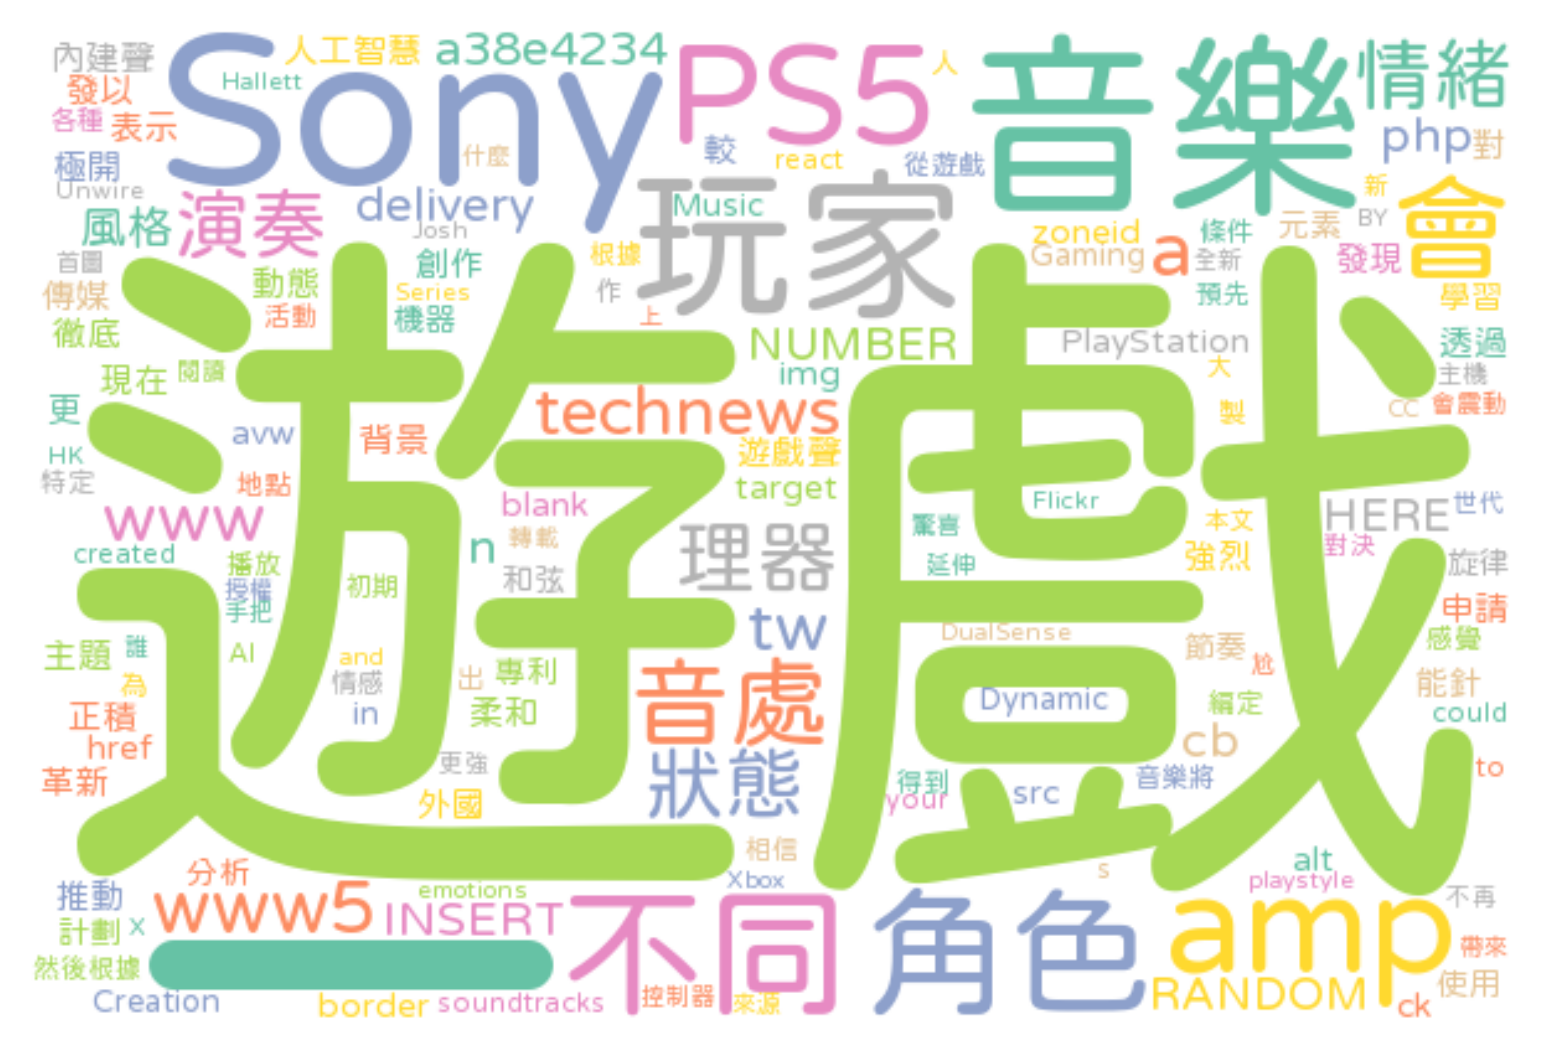 內建聲
Sony
人工智慧
a38e4234
PS5
人
音樂
情緒
發以
Hallett
各種
表示
什麼
較
react
從遊戲
php
對
極開
Unwire
delivery
玩家
Music
新
會
風格
演奏
Josh
zoneid
a
條件
元素
BY
首圖
動態
創作
根據
Gaming
全新
發現
傳媒
Series
作
預先
學習
徹底
活動
機器
上
遊戲
NUMBER
PlayStation
透過
現在
閱讀
img
大
主機
更
technews
製
CC
會震動
avw
背景
遊戲聲
HK
特定
地點
target
blank
Flickr
HERE
世代
www
n
轉載
理器
驚喜
本文
created
播放
和弦
延伸
強烈
對決
旋律
授權
手把
初期
申請
主題
誰
AI
and
tw
DualSense
節奏
尬
感覺
為
情感
出
專利
音處
能針
正積
in
柔和
Dynamic
編定
could
href
cb
革新
更強
狀態
得到
音樂將
to
外國
your
src
分析
相信
s
alt
推動
emotions
Xbox
playstyle
不再
www5
INSERT
不同
角色
amp
計劃
X
帶來
然後根據
使用
Creation
border
soundtracks
控制器
來源
RANDOM
ck